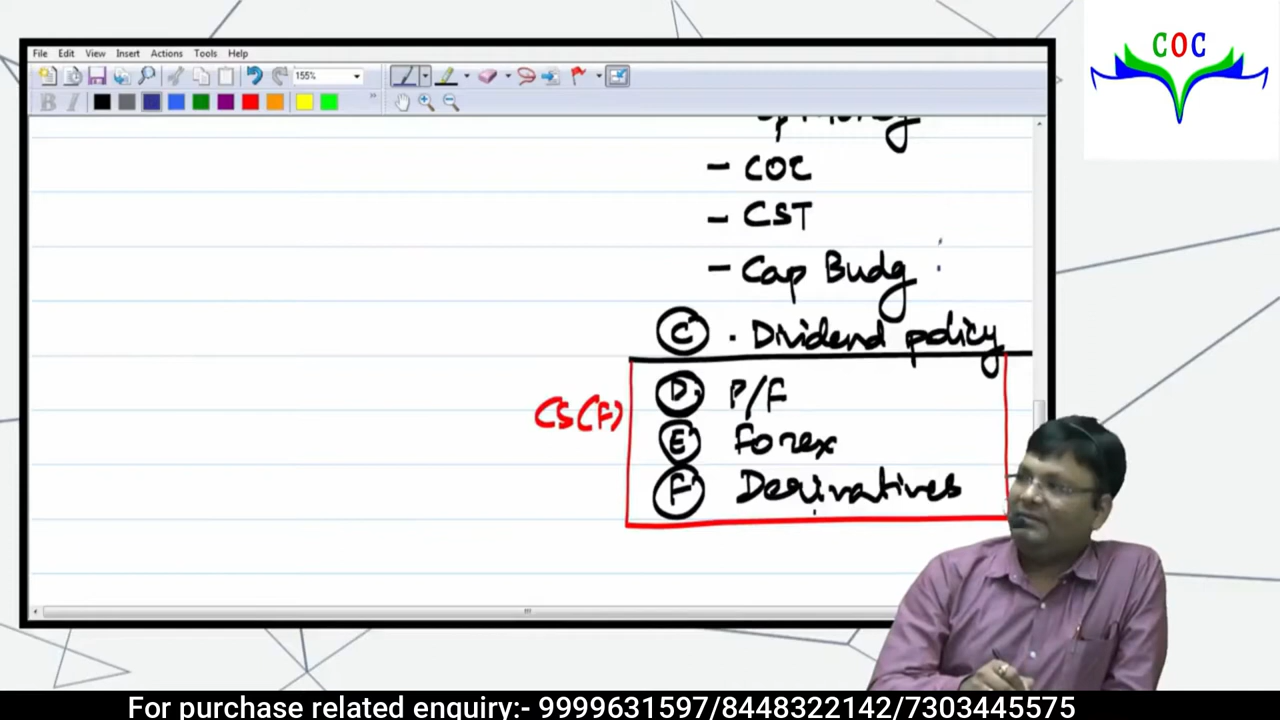 COC
File Edit View Insert Actions Tools Help
155%
B I
- COC
- CST
- Cap Budg
C . Dividend policy
D. P/F
CS(F)
E Forex
F Derivatives
For purchase related enquiry:- 9999631597/8448322142/7303445575